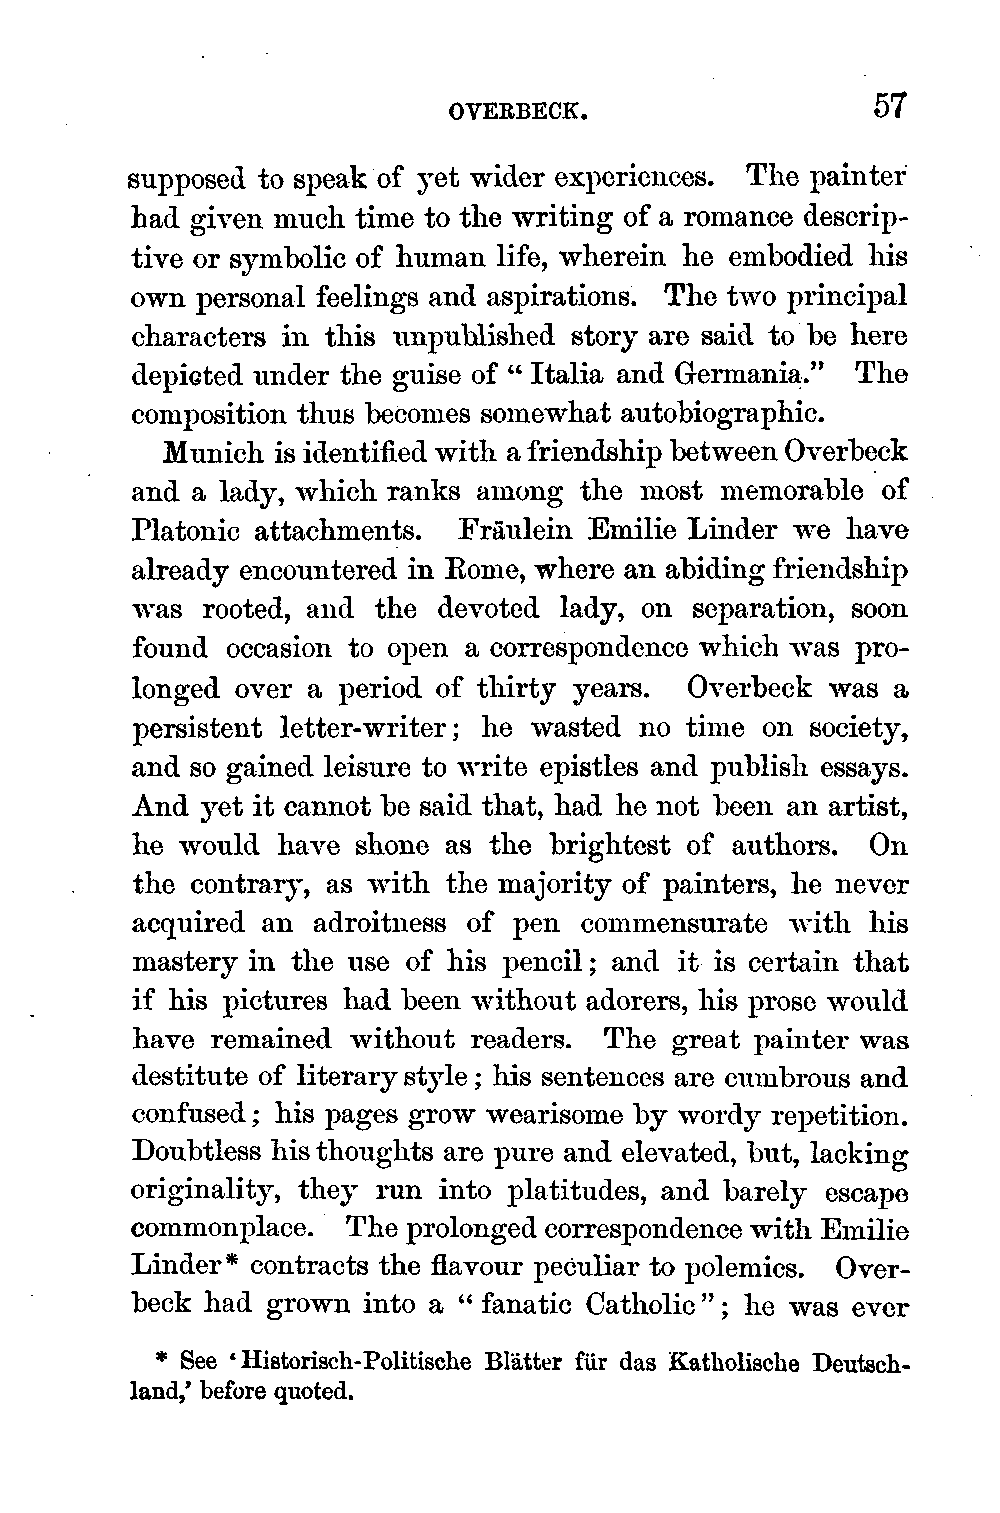 OVERBECK. 57
supposed to speak of yet wider experiences. The painter
had given much time to the writing of a romance descrip-
tive or symbolic of human life, wherein he embodied his
own personal feelings and aspirations. The two principal
characters in this unpublished story are said to be here
depicted under the guise of “ Italia and Germania.” The
composition thus becomes somewhat autobiographic.
Munich is identified with a friendship between Overbeck
and a lady, which ranks among the most memorable of
Platonic attachments. Fräulein Emilie Linder we have
already encountered in Rome, where an abiding friendship
was rooted, and the devoted lady, on separation, soon
found occasion to open a correspondence which was pro-
longed over a period of thirty years. Overbeck was a
persistent letter-writer; he wasted no time on society,
and so gained leisure to write epistles and publish essays.
And yet it cannot be said that, had he not been an artist,
he would have shone as the brightest of authors. On
the contrary, as with the majority of painters, he never
acquired an adroitness of pen commensurate with his
mastery in the use of his pencil; and it is certain that
if his pictures had been without adorers, his prose would
have remained without readers. The great painter was
destitute of literary style; his sentences are cumbrous and
confused; his pages grow wearisome by wordy repetition.
Doubtless his thoughts are pure and elevated, but, lacking
originality, they run into platitudes, and barely escape
commonplace. The prolonged correspondence with Emilie
Linder* contracts the flavour peculiar to polemics. Over-
beck had grown into a “ fanatic Catholic”; he was ever
* See ‘Historisch-Politische Blätter für das Katholische Deutsch-
land,’ before quoted.